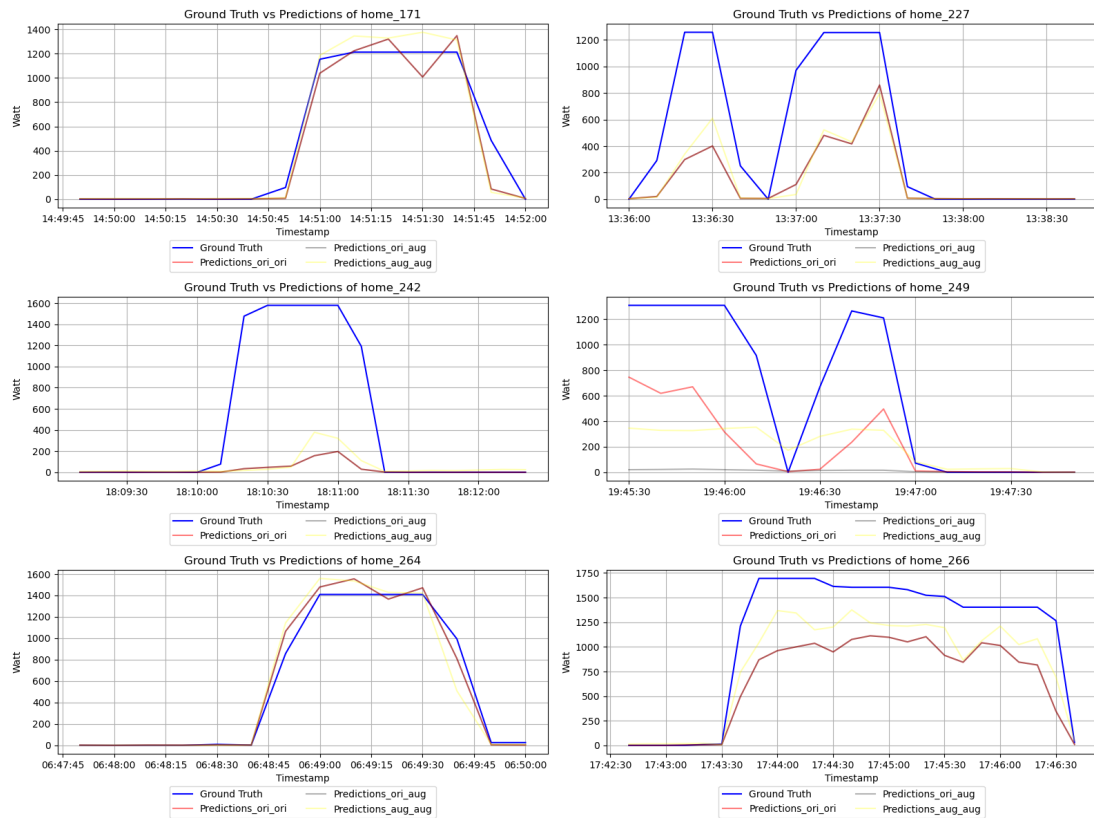 Ground Truth vs Predictions of home_171
Watt
1400
1200
1000
800
600
400
200
0
14:49:45 14:50:00 14:50:15 14:50:30 14:50:45 14:51:00 14:51:15 14:51:30 14:51:45 14:52:00
Timestamp
Ground Truth Predictions_ori_aug
Predictions_ori_ori Predictions_aug_aug
Ground Truth vs Predictions of home_227
Watt
1200
1000
800
600
400
200
0
13:36:00 13:36:30 13:37:00 13:37:30 13:38:00 13:38:30
Timestamp
Ground Truth Predictions_ori_aug
Predictions_ori_ori Predictions_aug_aug
Ground Truth vs Predictions of home_242
Watt
1600
1400
1200
1000
800
600
400
200
0
18:09:30 18:10:00 18:10:30 18:11:00 18:11:30 18:12:00
Timestamp
Ground Truth Predictions_ori_aug
Predictions_ori_ori Predictions_aug_aug
Ground Truth vs Predictions of home_249
Watt
1200
1000
800
600
400
200
0
19:45:30 19:46:00 19:46:30 19:47:00 19:47:30
Timestamp
Ground Truth Predictions_ori_aug
Predictions_ori_ori Predictions_aug_aug
Ground Truth vs Predictions of home_264
Watt
1600
1400
1200
1000
800
600
400
200
0
06:47:45 06:48:00 06:48:15 06:48:30 06:48:45 06:49:00 06:49:15 06:49:30 06:49:45 06:50:00
Timestamp
Ground Truth Predictions_ori_aug
Predictions_ori_ori Predictions_aug_aug
Ground Truth vs Predictions of home_266
Watt
1750
1500
1250
1000
750
500
250
0
17:42:30 17:43:00 17:43:30 17:44:00 17:44:30 17:45:00 17:45:30 17:46:00 17:46:30
Timestamp
Ground Truth Predictions_ori_aug
Predictions_ori_ori Predictions_aug_aug